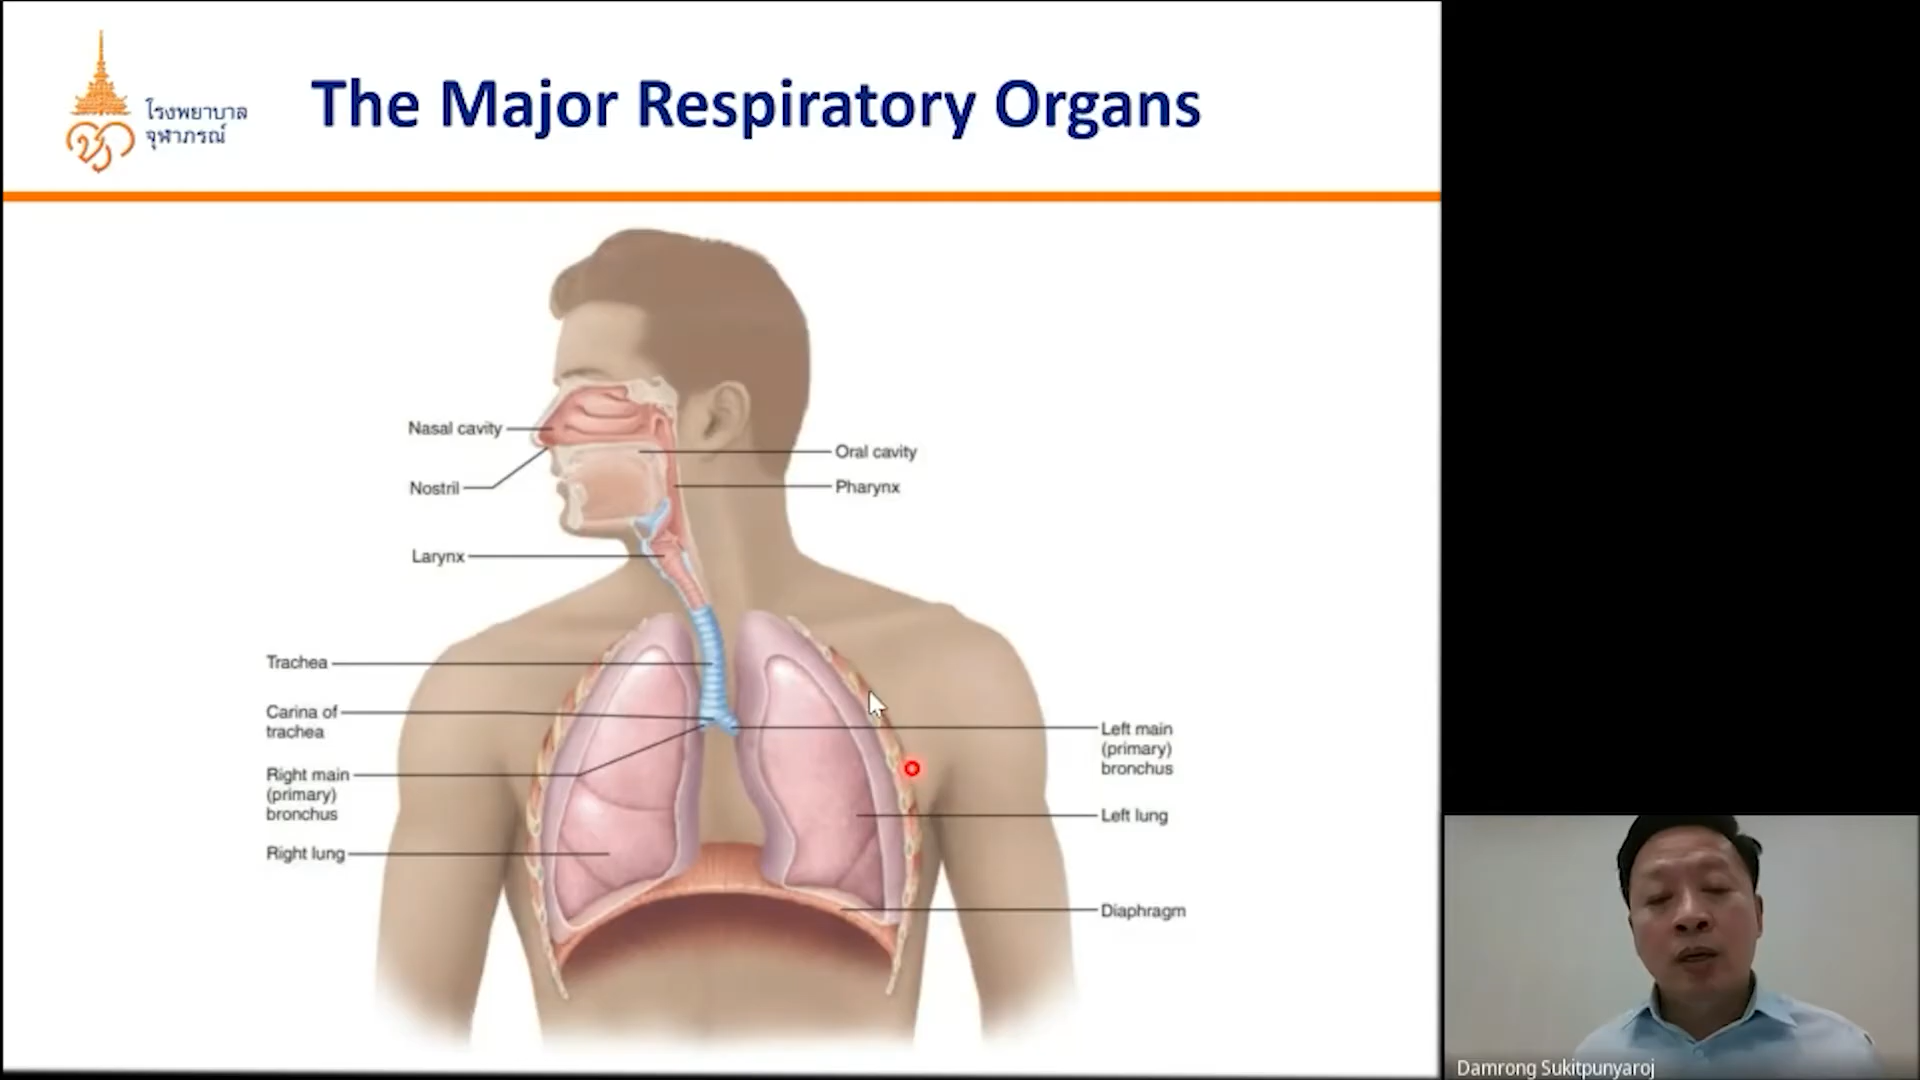 โรงพยาบาล
จุฬาภรณ์
The Major Respiratory Organs
Nasal cavity
Nostril
Larynx
Oral cavity
Pharynx
Trachea
Carina of
trachea
Right main
(primary)
bronchus
Right lung
Left main
(primary)
bronchus
Left lung
Diaphragm
Damrong Sukitpunyaroj